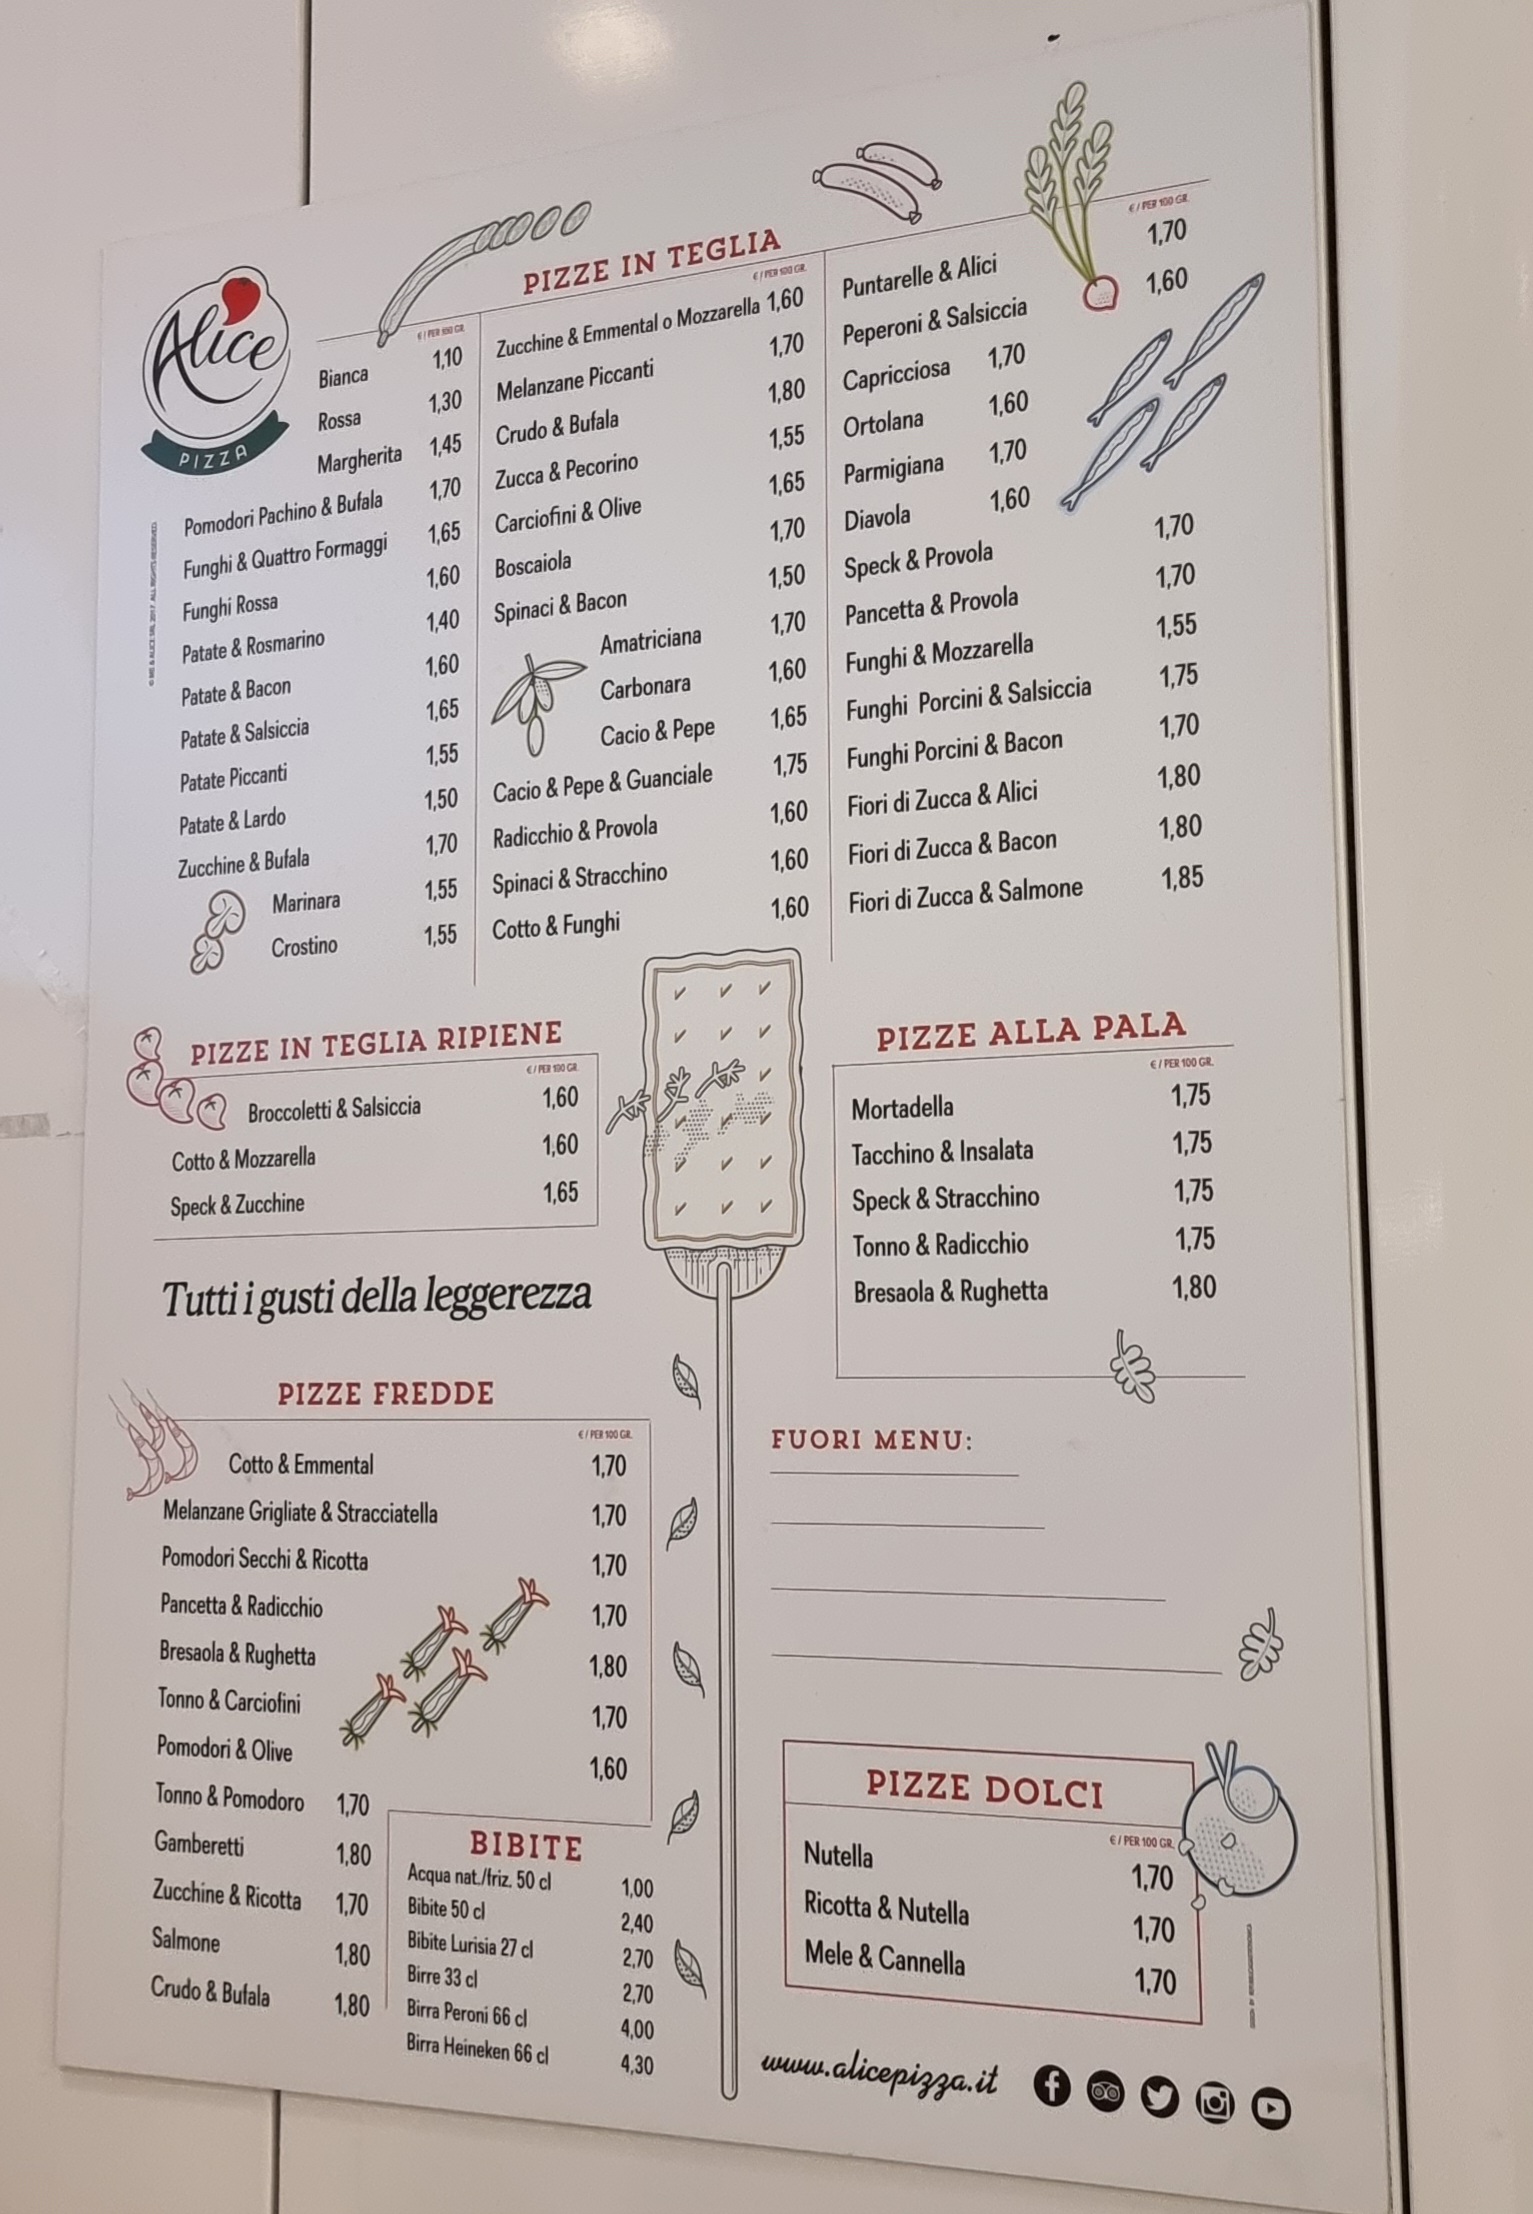 Alice
PIZZA
PIZZE IN TEGLIA
€ / PER 100 GR.
Bianca 1,10
Rossa 1,30
Margherita 1,45
Pomodori Pachino & Bufala 1,70
Funghi & Quattro Formaggi 1,65
Funghi Rossa 1,60
Patate & Rosmarino 1,40
Patate & Bacon 1,60
Patate & Salsiccia 1,65
Patate Piccanti 1,55
Patate & Lardo 1,50
Zucchine & Bufala 1,70
Marinara 1,55
Crostino 1,55
€ / PER 100 GR.
Zucchine & Emmental o Mozzarella 1,60
Melanzane Piccanti 1,70
Crudo & Bufala 1,80
Zucca & Pecorino 1,55
Carciofini & Olive 1,65
Boscaiola 1,70
Spinaci & Bacon 1,50
Amatriciana 1,70
Carbonara 1,60
Cacio & Pepe 1,65
Cacio & Pepe & Guanciale 1,75
Radicchio & Provola 1,60
Spinaci & Stracchino 1,60
Cotto & Funghi 1,60
€ / PER 100 GR.
Puntarelle & Alici 1,70
Peperoni & Salsiccia 1,60
Capricciosa 1,70
Ortolana 1,60
Parmigiana 1,70
Diavola 1,60
Speck & Provola 1,70
Pancetta & Provola 1,70
Funghi & Mozzarella 1,55
Funghi Porcini & Salsiccia 1,75
Funghi Porcini & Bacon 1,70
Fiori di Zucca & Alici 1,80
Fiori di Zucca & Bacon 1,80
Fiori di Zucca & Salmone 1,85
PIZZE IN TEGLIA RIPIENE
€ / PER 100 GR.
Broccoletti & Salsiccia 1,60
Cotto & Mozzarella 1,60
Speck & Zucchine 1,65
PIZZE ALLA PALA
€ / PER 100 GR.
Mortadella 1,75
Tacchino & Insalata 1,75
Speck & Stracchino 1,75
Tonno & Radicchio 1,75
Bresaola & Rughetta 1,80
Tutti i gusti della leggerezza
PIZZE FREDDE
€ / PER 100 GR.
Cotto & Emmental 1,70
Melanzane Grigliate & Stracciatella 1,70
Pomodori Secchi & Ricotta 1,70
Pancetta & Radicchio 1,70
Bresaola & Rughetta 1,80
Tonno & Carciofini 1,70
Pomodori & Olive 1,60
Tonno & Pomodoro 1,70
Gamberetti 1,80
Zucchine & Ricotta 1,70
Salmone 1,80
Crudo & Bufala 1,80
BIBITE
Acqua nat./friz. 50 cl 1,00
Bibite 50 cl 2,40
Bibite Lurisia 27 cl 2,70
Birre 33 cl 2,70
Birra Peroni 66 cl 4,00
Birra Heineken 66 cl 4,30
FUORI MENU:
PIZZE DOLCI
€ / PER 100 GR.
Nutella 1,70
Ricotta & Nutella 1,70
Mele & Cannella 1,70
www.alicepizza.it